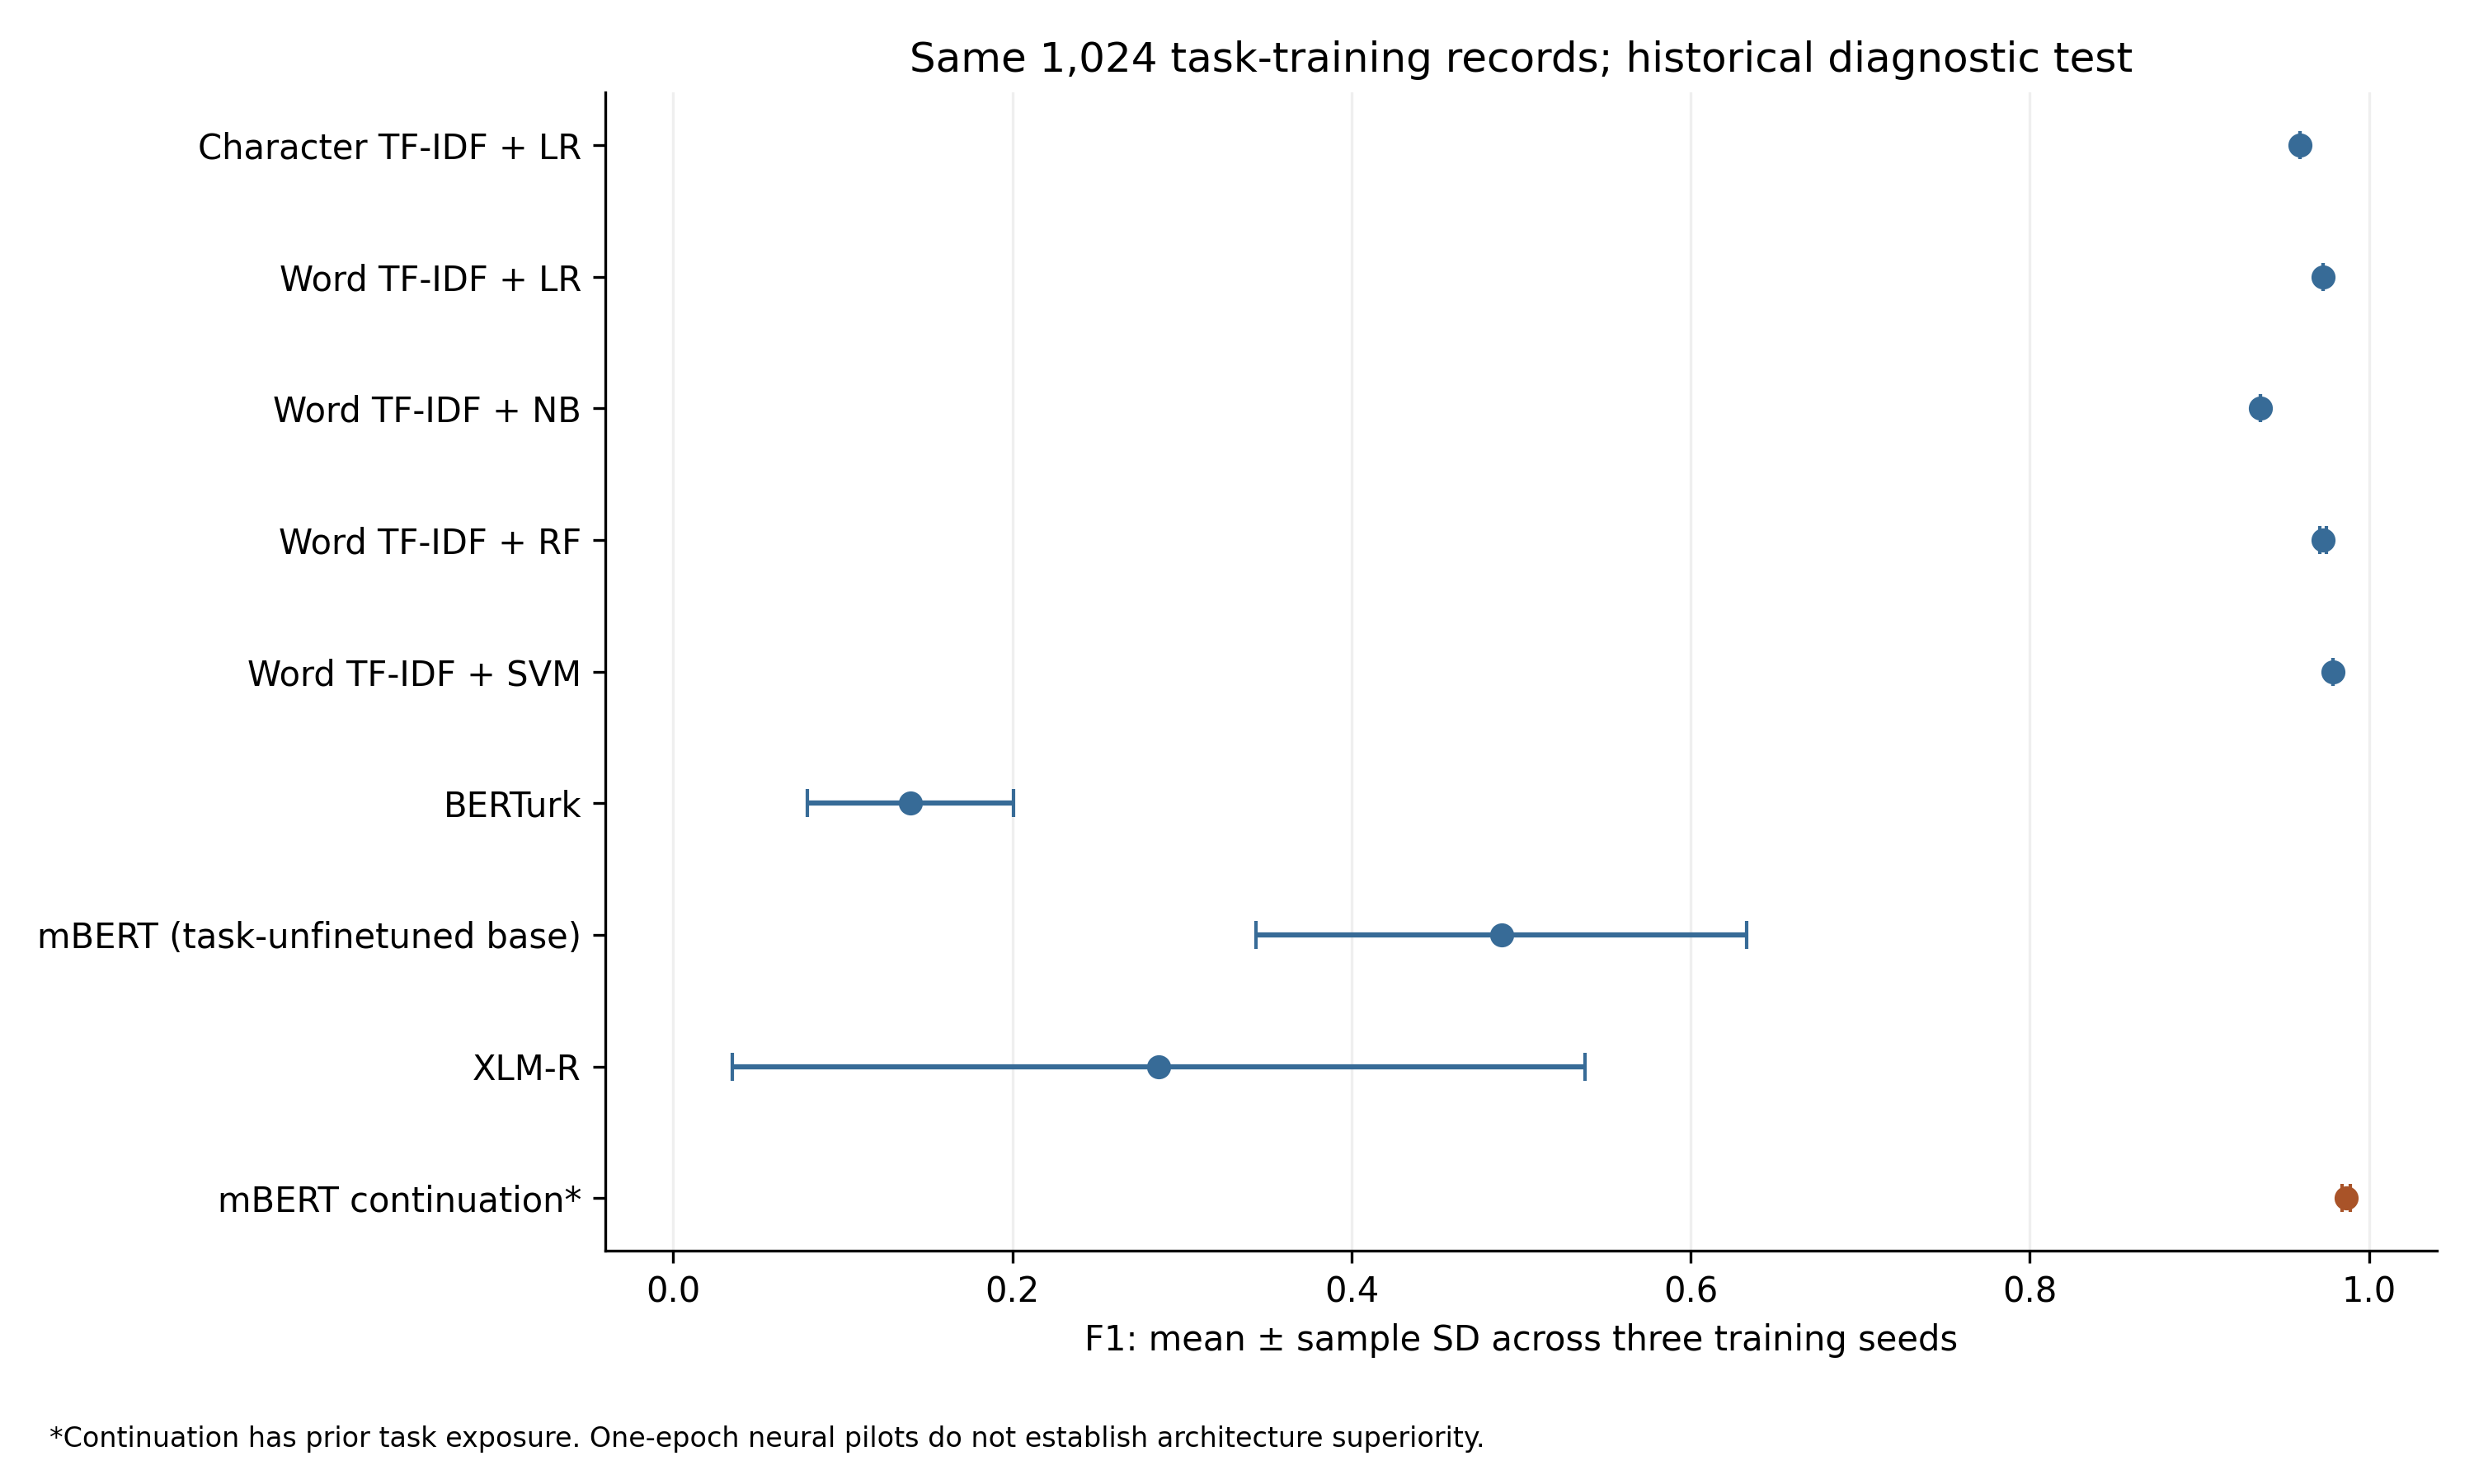 Same 1,024 task-training records; historical diagnostic test
Character TF-IDF + LR
Word TF-IDF + LR
Word TF-IDF + NB
Word TF-IDF + RF
Word TF-IDF + SVM
BERTurk
mBERT (task-unfinetuned base)
XLM-R
mBERT continuation*
0.0 0.2 0.4 0.6 0.8 1.0
F1: mean ± sample SD across three training seeds
*Continuation has prior task exposure. One-epoch neural pilots do not establish architecture superiority.